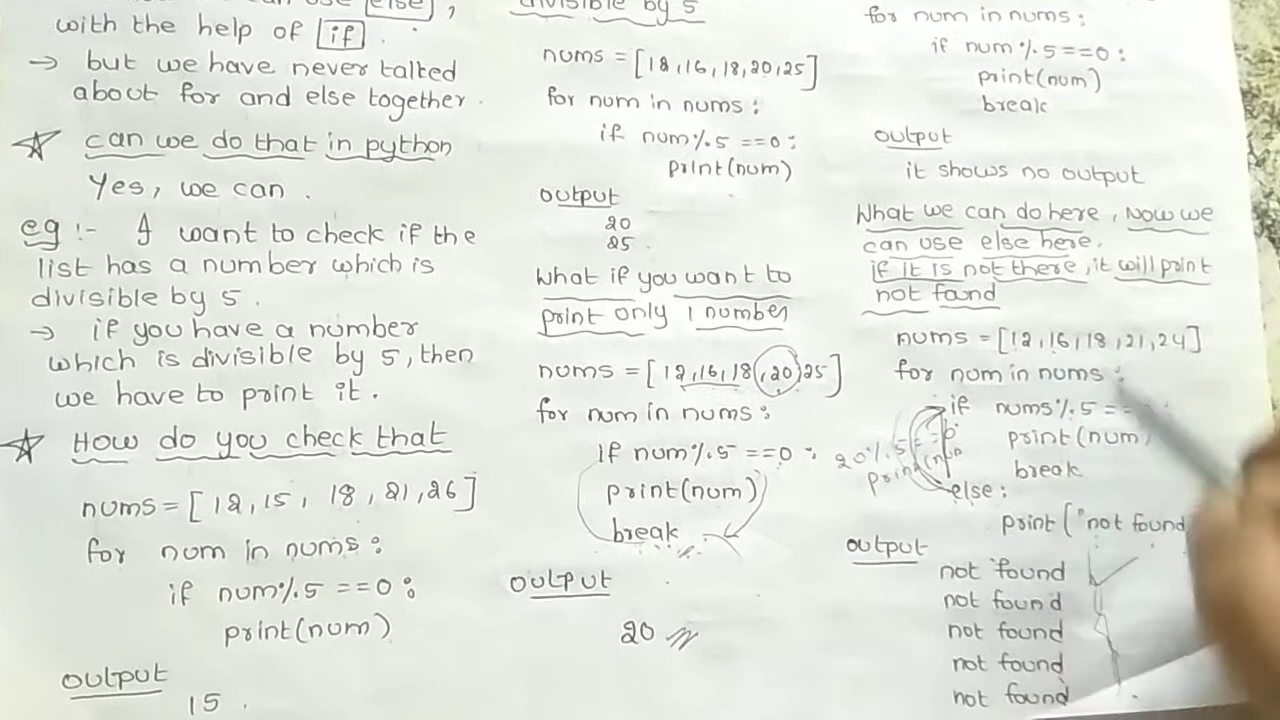 else,
with the help of if.
→ but we have never talted
about for and else together.
☆ can we do that in python
Yes, we can.
eg :- I want to check if the
list has a number which is
divisible by 5.
→ if you have a number
which is divisible by 5, then
we have to print it.
☆ How do you check that
nums = [12, 15, 18, 21, 26]
for num in nums:
if num % 5 == 0:
print(num)
output
15.
divisible by 5
nums = [18, 16, 18, 20, 25]
for num in nums:
if num % 5 == 0:
print(num)
output
20
25.
What if you want to
print only 1 number
nums = [12, 16, 18, 20, 25]
for num in nums:
If num % 5 == 0:
print(num)
break
output
20
for num in nums:
if num % 5 == 0:
print(num)
break
output
it shows no output
What we can do here, Now we
can use else here.
if it is not there, it will print
not found
nums = [12, 16, 18, 21, 24]
for num in nums:
if nums % 5 ==
print(num)
break
20 % 5 == 0
else:
print("not found
output
not found
not found
not found
not found
not found